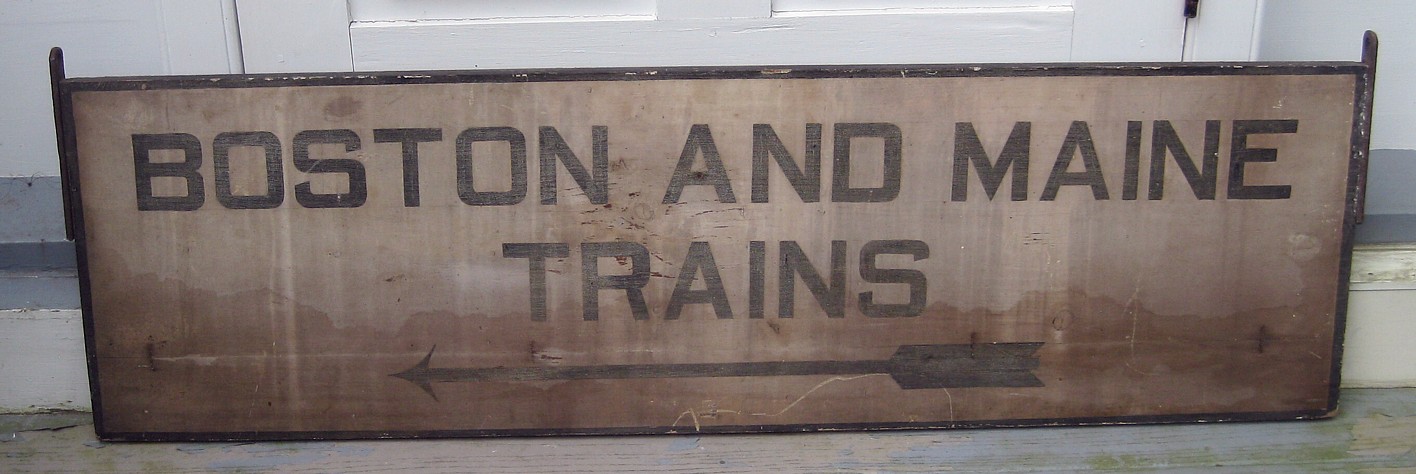 BOSTON AND MAINE
TRAINS